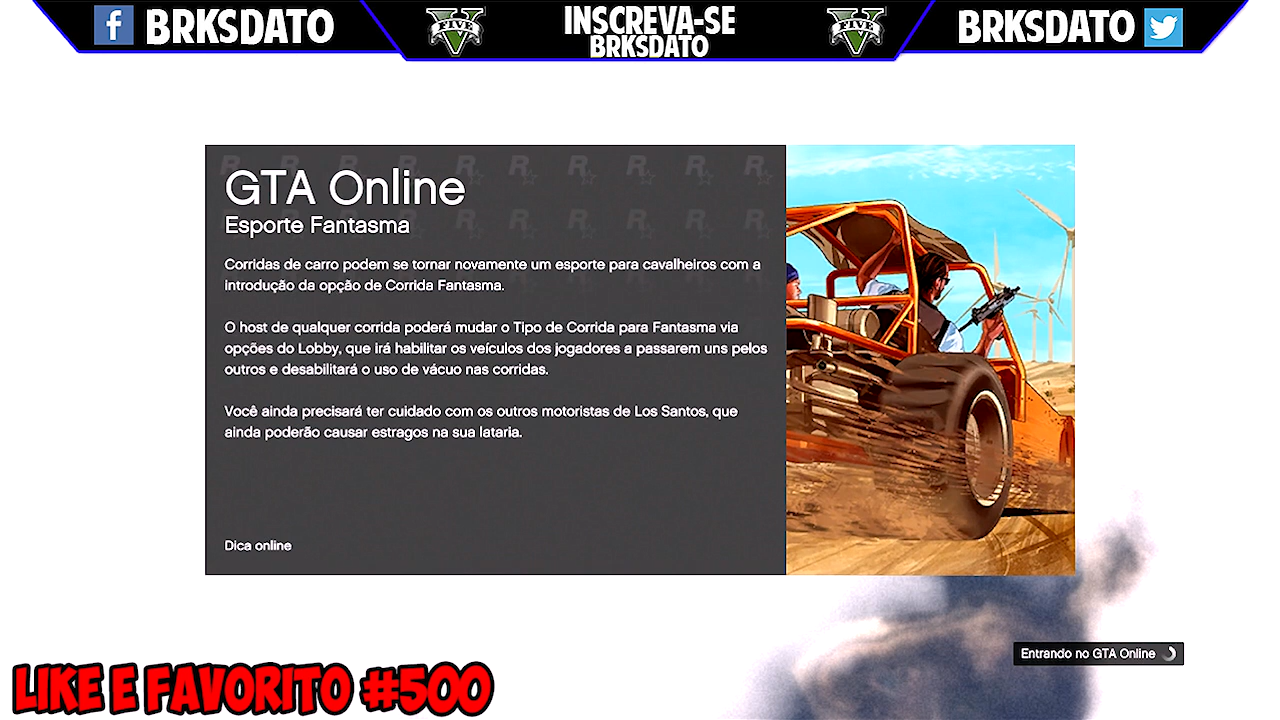 BRKSDATO
FIVE
INSCREVA-SE
BRKSDATO
FIVE
BRKSDATO
GTA Online
Esporte Fantasma
Corridas de carro podem se tornar novamente um esporte para cavalheiros com a
introdução da opção de Corrida Fantasma.
O host de qualquer corrida poderá mudar o Tipo de Corrida para Fantasma via
opções do Lobby, que irá habilitar os veículos dos jogadores a passarem uns pelos
outros e desabilitará o uso de vácuo nas corridas.
Você ainda precisará ter cuidado com os outros motoristas de Los Santos, que
ainda poderão causar estragos na sua lataria.
Dica online
Entrando no GTA Online
LIKE E FAVORITO #500